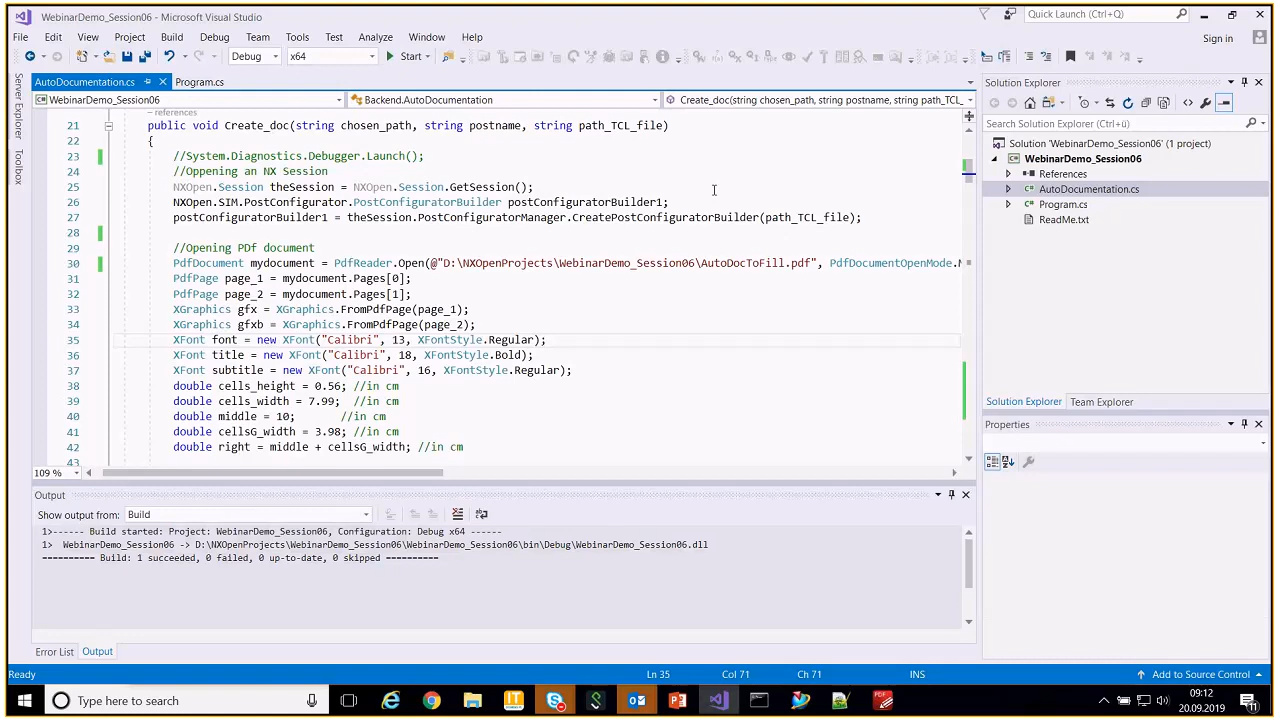 WebinarDemo_Session06 - Microsoft Visual Studio
Quick Launch (Ctrl+Q)
File Edit View Project Build Debug Team Tools Test Analyze Window Help
Sign in
Debug x64 Start
Server Explorer
Toolbox
AutoDocumentation.cs Program.cs
WebinarDemo_Session06 Backend.AutoDocumentation Create_doc(string chosen_path, string postname, string path_TCL_
references
21 public void Create_doc(string chosen_path, string postname, string path_TCL_file)
22 {
23 //System.Diagnostics.Debugger.Launch();
24 //Oppening an NX Session
25 NXOpen.Session theSession = NXOpen.Session.GetSession();
26 NXOpen.SIM.PostConfigurator.PostConfiguratorBuilder postConfiguratorBuilder1;
27 postConfiguratorBuilder1 = theSession.PostConfiguratorManager.CreatePostConfiguratorBuilder(path_TCL_file);
28
29 //Opening PDf document
30 PdfDocument mydocument = PdfReader.Open(@"D:\NXOpenProjects\WebinarDemo_Session06\AutoDocToFill.pdf", PdfDocumentOpenMode.
31 PdfPage page_1 = mydocument.Pages[0];
32 PdfPage page_2 = mydocument.Pages[1];
33 XGraphics gfx = XGraphics.FromPdfPage(page_1);
34 XGraphics gfxb = XGraphics.FromPdfPage(page_2);
35 XFont font = new XFont("Calibri", 13, XFontStyle.Regular);
36 XFont title = new XFont("Calibri", 18, XFontStyle.Bold);
37 XFont subtitle = new XFont("Calibri", 16, XFontStyle.Regular);
38 double cells_height = 0.56; //in cm
39 double cells_width = 7.99; //in cm
40 double middle = 10; //in cm
41 double cellsG_width = 3.98; //in cm
42 double right = middle + cellsG_width; //in cm
43
109 %
Output
Show output from: Build
1>------ Build started: Project: WebinarDemo_Session06, Configuration: Debug x64 ------
1> WebinarDemo_Session06 -> D:\NXOpenProjects\WebinarDemo_Session06\WebinarDemo_Session06\bin\Debug\WebinarDemo_Session06.dll
========== Build: 1 succeeded, 0 failed, 0 up-to-date, 0 skipped ==========
Error List Output
Solution Explorer
Search Solution Explorer (Ctrl+ü)
Solution 'WebinarDemo_Session06' (1 project)
WebinarDemo_Session06
References
AutoDocumentation.cs
Program.cs
ReadMe.txt
Solution Explorer Team Explorer
Properties
Ready Ln 35 Col 71 Ch 71 INS Add to Source Control
Type here to search
09:12
20.09.2019